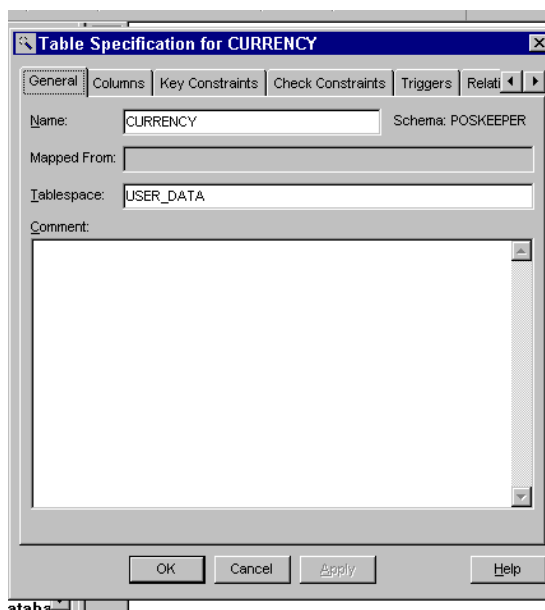 Table Specification for CURRENCY
General Columns Key Constraints Check Constraints Triggers Relati
Name: CURRENCY Schema: POSKEEPER
Mapped From:
Tablespace: USER_DATA
Comment:
OK Cancel Apply Help
ataba